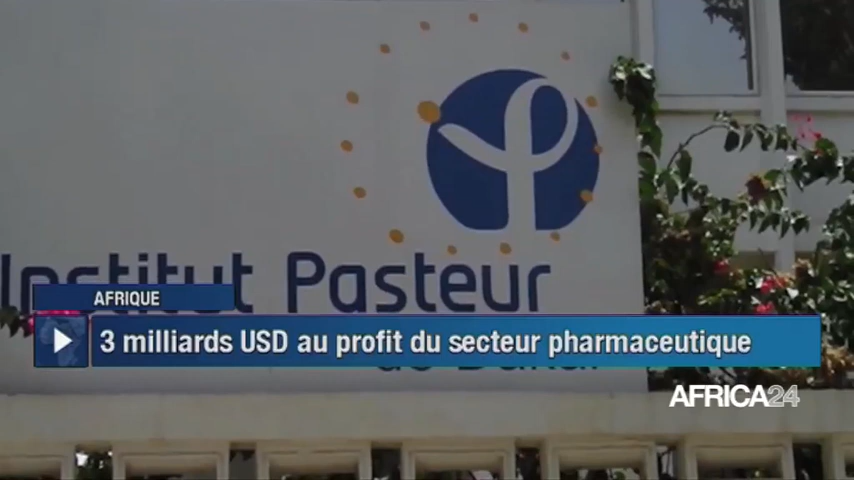 Institut Pasteur
AFRIQUE
3 milliards USD au profit du secteur pharmaceutique
AFRICA24